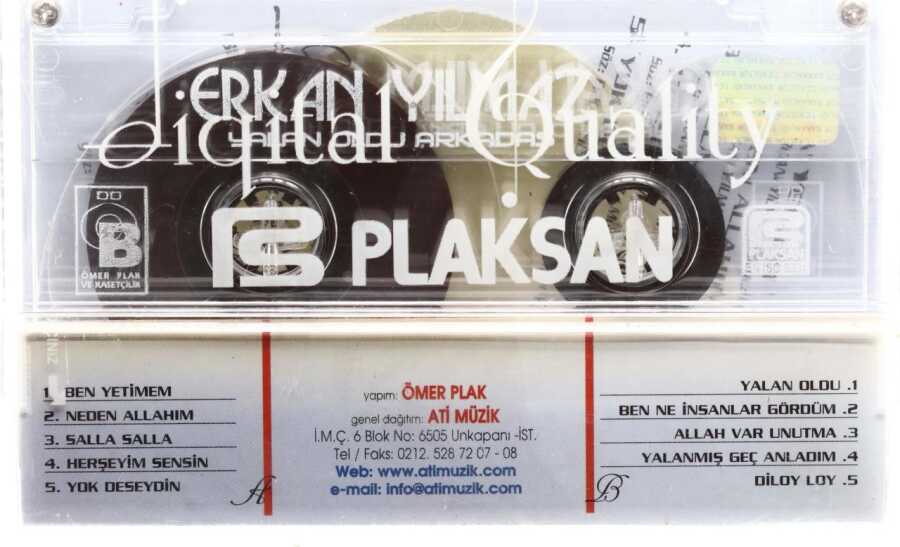 ERKAN YILMAZ
Digital Quality
YALAN OLDU ARKADAŞ
B
ÖMER PLAK
VE KASETÇİLİK
PLAKSAN
PLAKSAN
1. BEN YETİMEM
2. NEDEN ALLAHIM
3. SALLA SALLA
4. HERŞEYİM SENSİN
5. YOK DESEYDİN
A
yapım: ÖMER PLAK
genel dağıtım: ATİ MÜZİK
İ.M.Ç. 6 Blok No: 6505 Unkapanı -İST.
Tel / Faks: 0212. 528 72 07 - 08
Web: www.atimuzik.com
e-mail: info@atimuzik.com
B
YALAN OLDU .1
BEN NE İNSANLAR GÖRDÜM .2
ALLAH VAR UNUTMA .3
YALANMIŞ GEÇ ANLADIM .4
DİLOY LOY .5